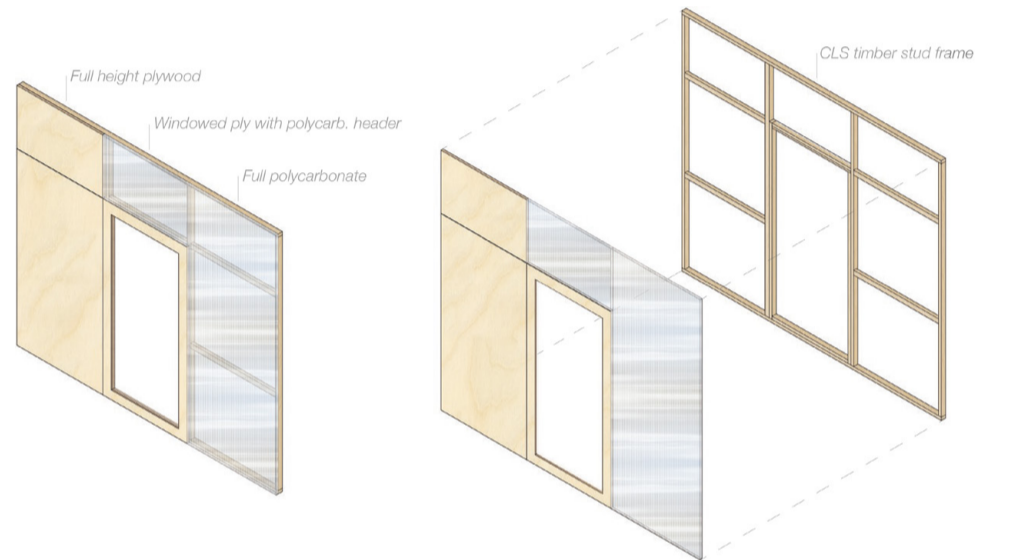 Full height plywood
Windowed ply with polycarb. header
Full polycarbonate
CLS timber stud frame